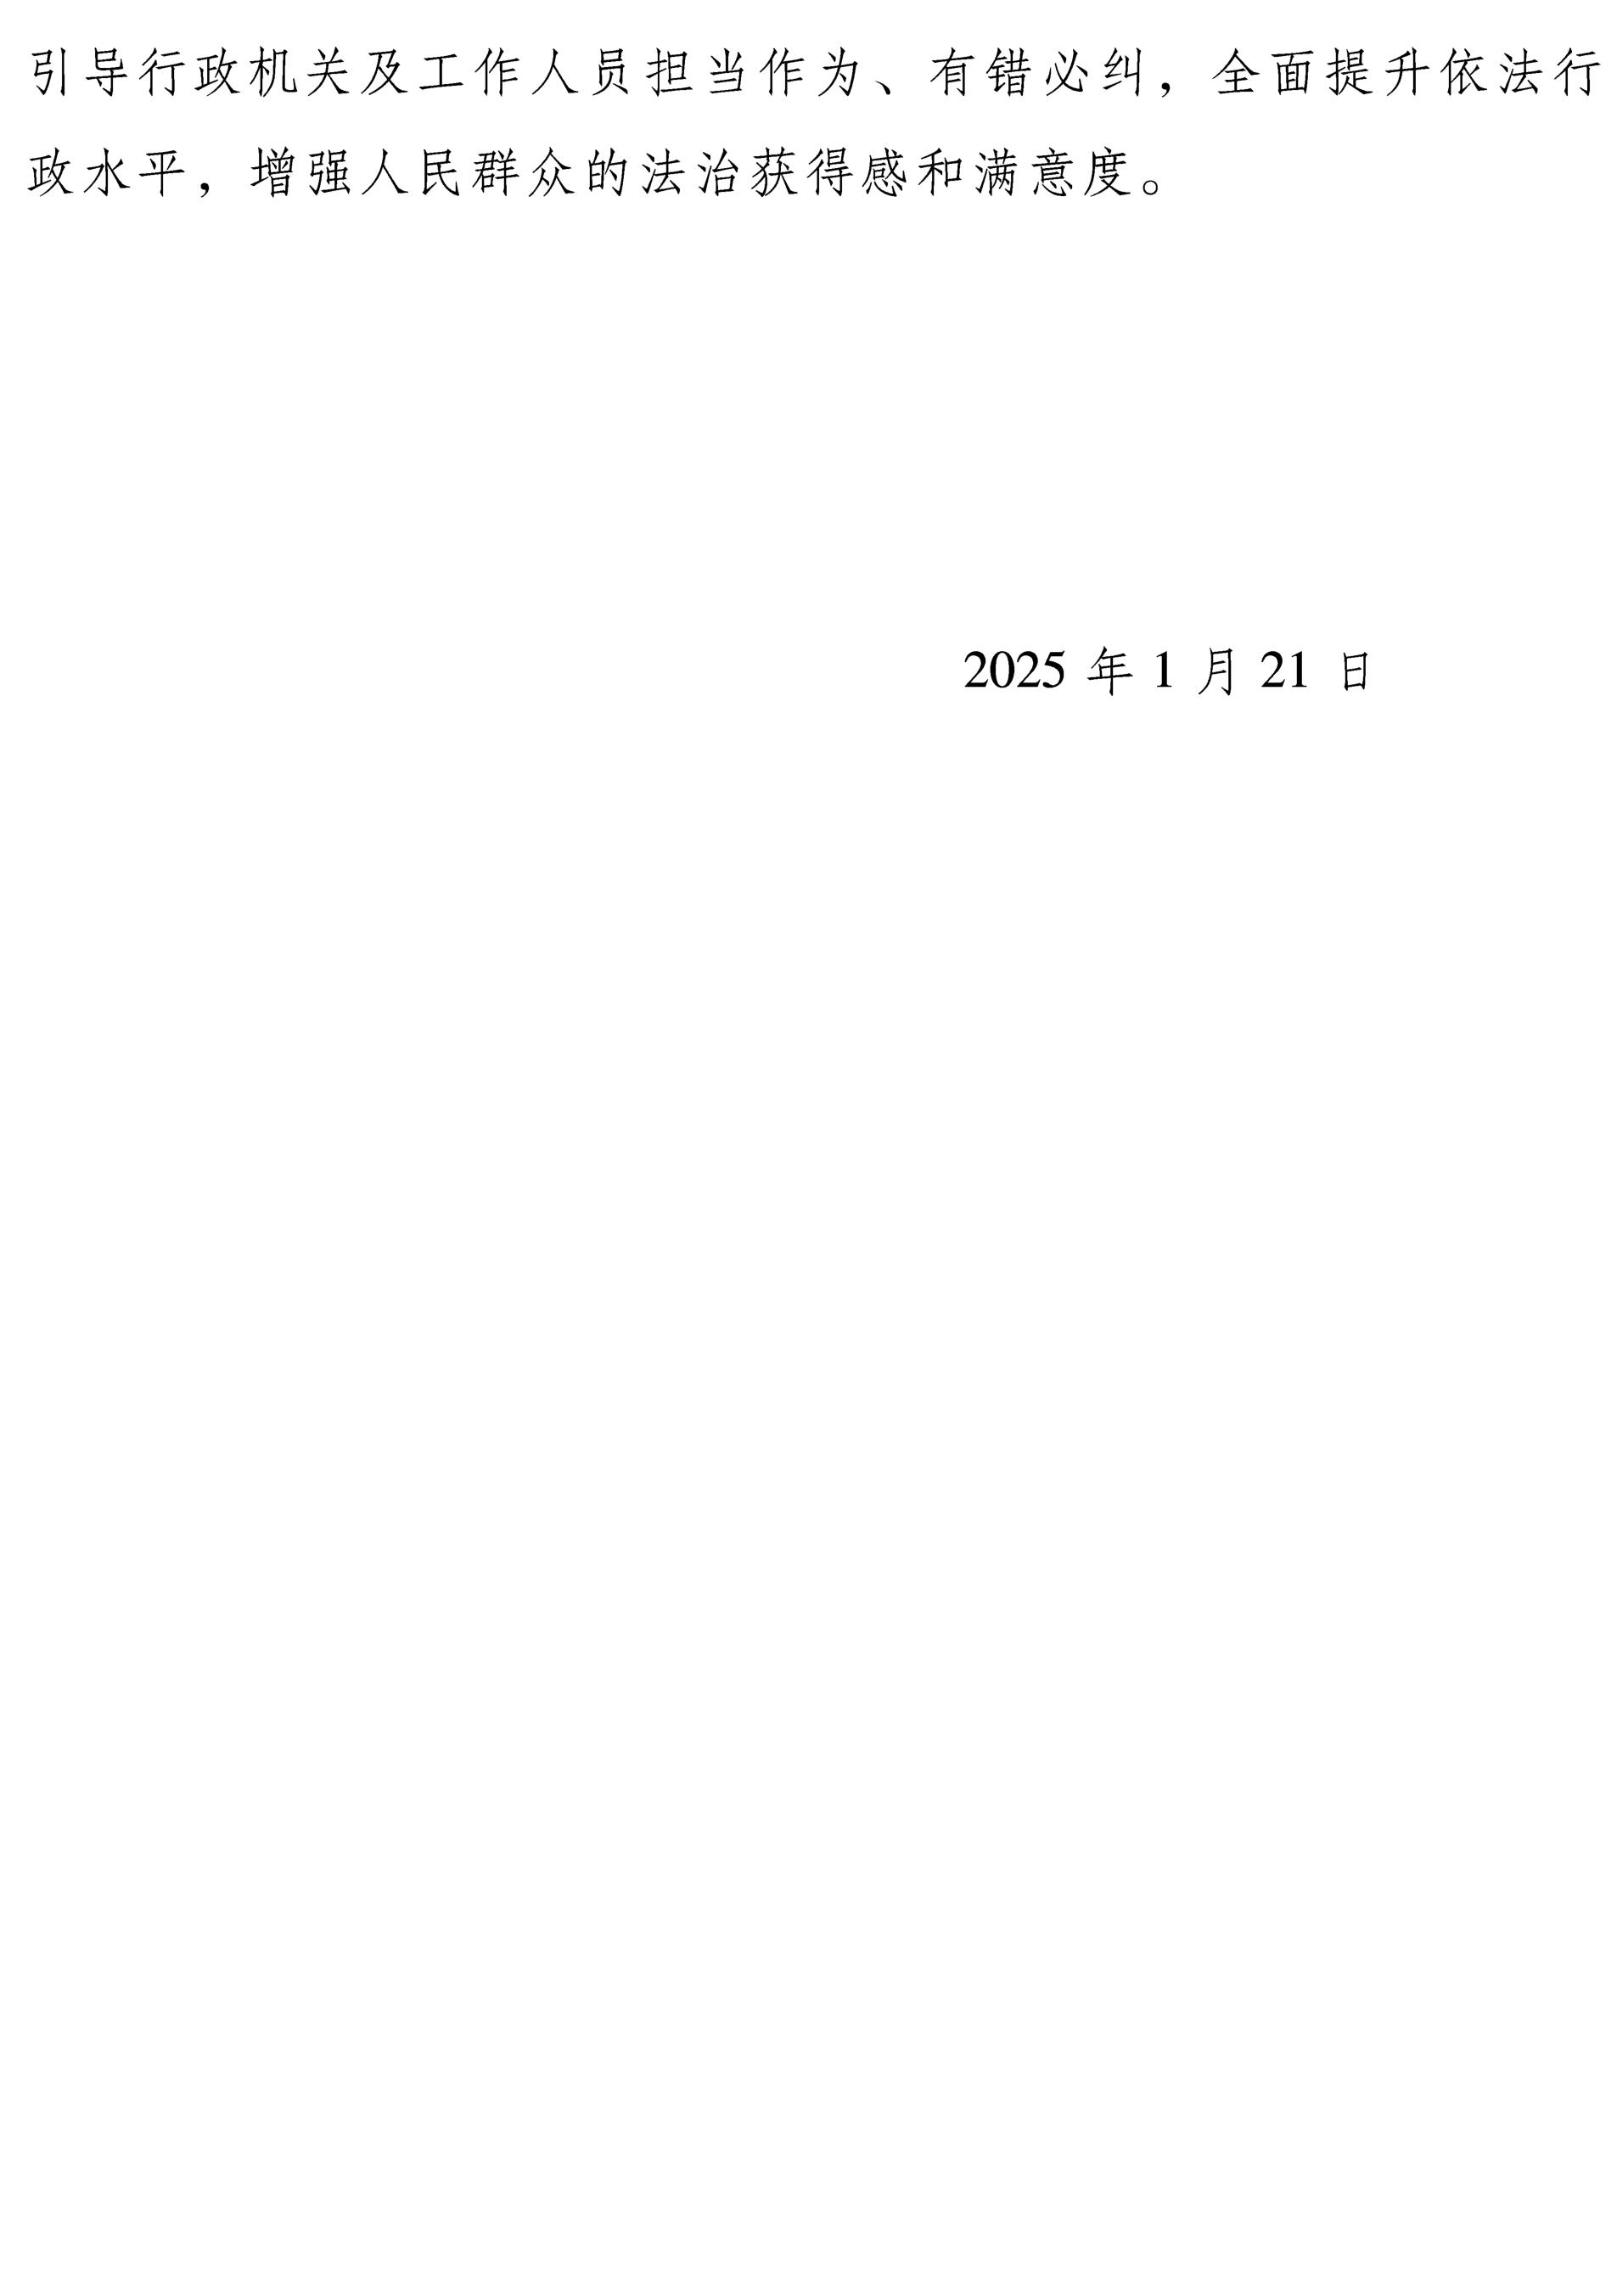 引导行政机关及工作人员担当作为、有错必纠，全面提升依法行
政水平，增强人民群众的法治获得感和满意度。
2025 年 1 月 21 日